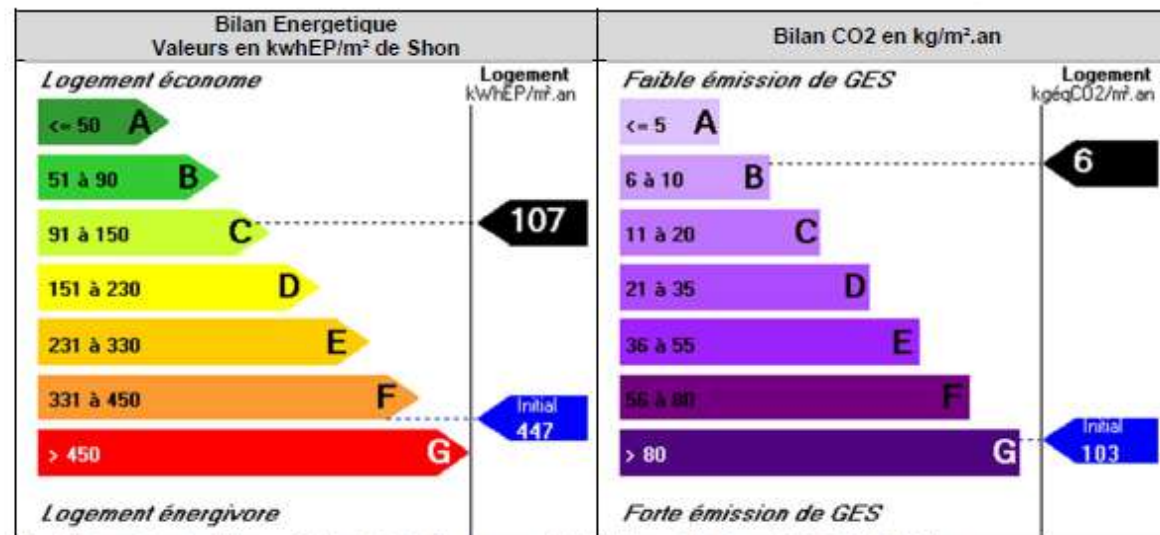 Bilan Energetique
Valeurs en kwhEP/m² de Shon
Logement économe
Logement
kWhEP/m².an
<= 50 A
51 à 90 B
91 à 150 C
107
151 à 230 D
231 à 330 E
331 à 450 F
Initial
447
> 450 G
Logement énergivore
Bilan CO2 en kg/m².an
Faible émission de GES
Logement
kgéqCO2/m².an
<= 5 A
6 à 10 B
6
11 à 20 C
21 à 35 D
36 à 55 E
56 à 80 F
Initial
103
> 80 G
Forte émission de GES